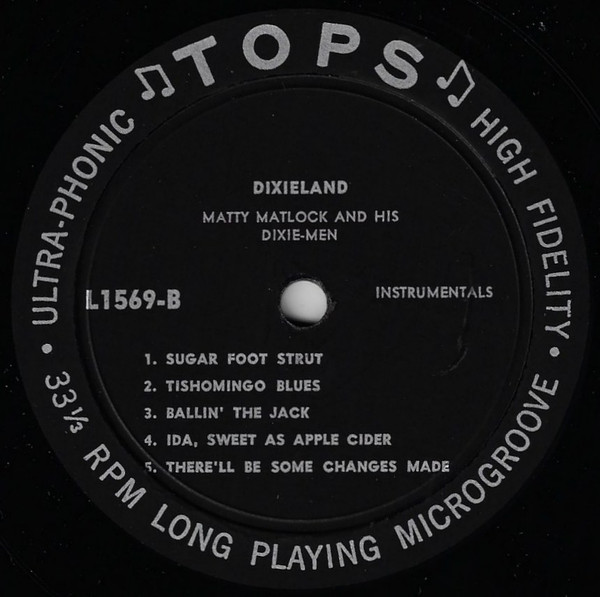 TOPS
ULTRA-PHONIC
HIGH FIDELITY
DIXIELAND
MATTY MATLOCK AND HIS
DIXIE-MEN
L1569-B
INSTRUMENTALS
1. SUGAR FOOT STRUT
2. TISHOMINGO BLUES
3. BALLIN' THE JACK
4. IDA, SWEET AS APPLE CIDER
5. THERE'LL BE SOME CHANGES MADE
• 33⅓ RPM LONG PLAYING MICROGROOVE •